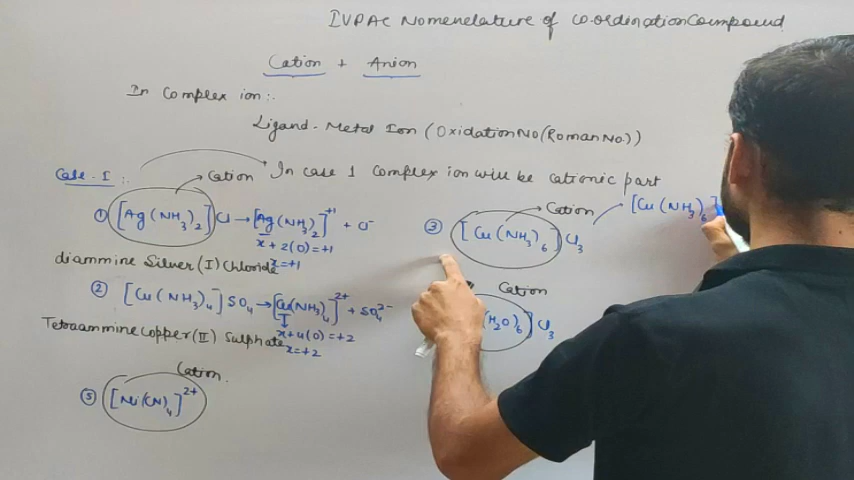 IUPAC Nomenclature of Co-ordination Compound
Cation + Anion
In Complex ion :-
Ligand - Metal Ion (Oxidation No (Roman No.))
Case - I :- In case 1 Complex ion will be cationic part
Cation
① [Ag(NH₃)₂]Cl → [Ag(NH₃)₂]⁺¹ + Cl⁻
x + 2(0) = +1
x = +1
diammine Silver (I) Chloride
② [Cu(NH₃)₄]SO₄ → [Cu(NH₃)₄]²⁺ + SO₄²⁻
x + 4(0) = +2
x = +2
Tetraammine Copper (II) Sulphate
Cation.
⑤ [Ni(CN)₄]²⁺
Cation
③ [Cu(NH₃)₆]Cl₃ [Cu(NH₃)₆]
Cation
(H₂O)₆]Cl₃